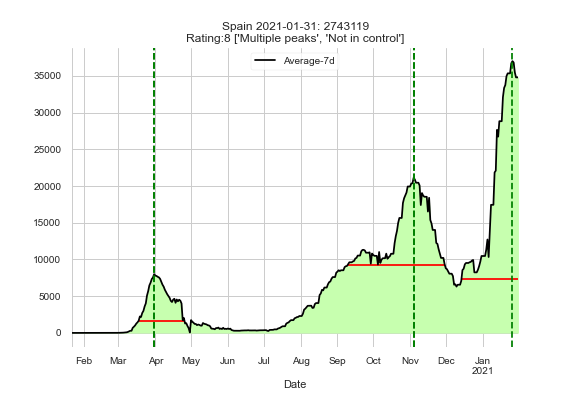 Spain 2021-01-31: 2743119
Rating:8 ['Multiple peaks', 'Not in control']
Average-7d
35000
30000
25000
20000
15000
10000
5000
0
Feb Mar Apr May Jun Jul Aug Sep Oct Nov Dec Jan
2021
Date